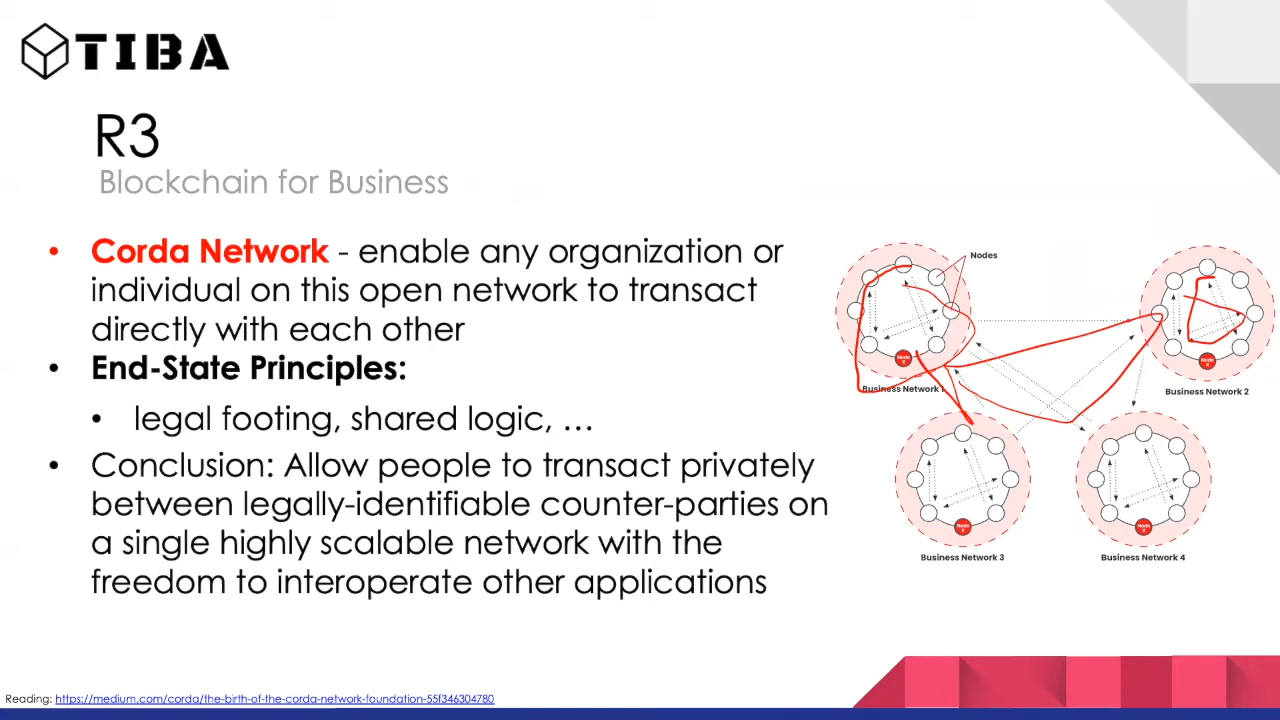 TIBA
R3
Blockchain for Business
• Corda Network - enable any organization or
individual on this open network to transact
directly with each other
• End-State Principles:
• legal footing, shared logic, …
• Conclusion: Allow people to transact privately
between legally-identifiable counter-parties on
a single highly scalable network with the
freedom to interoperate other applications
Nodes
Node
X
Business Network 1
Node
X
Business Network 2
Node
X
Business Network 3
Node
X
Business Network 4
Reading: https://medium.com/corda/the-birth-of-the-corda-network-foundation-55f346304780